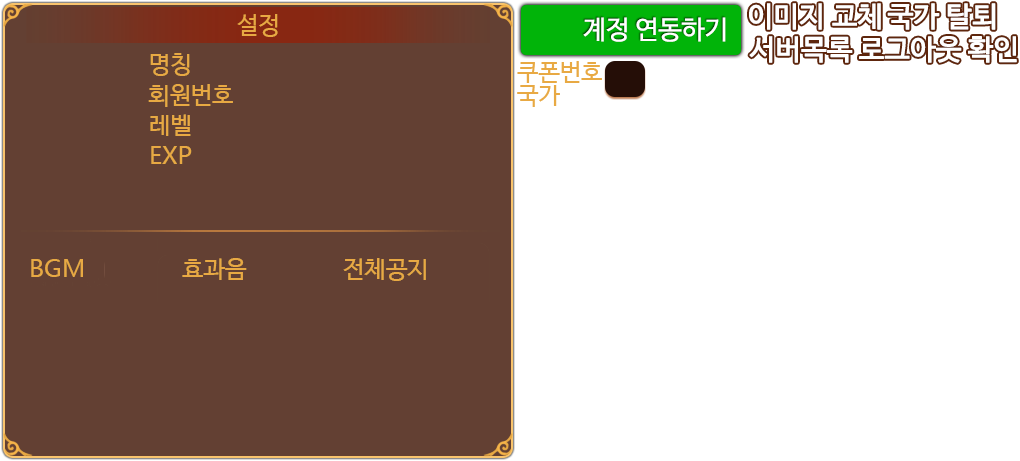 설정
명칭
회원번호
레벨
EXP
BGM 효과음 전체공지
계정 연동하기
이미지 교체 국가 탈퇴
서버목록 로그아웃 확인
쿠폰번호
국가